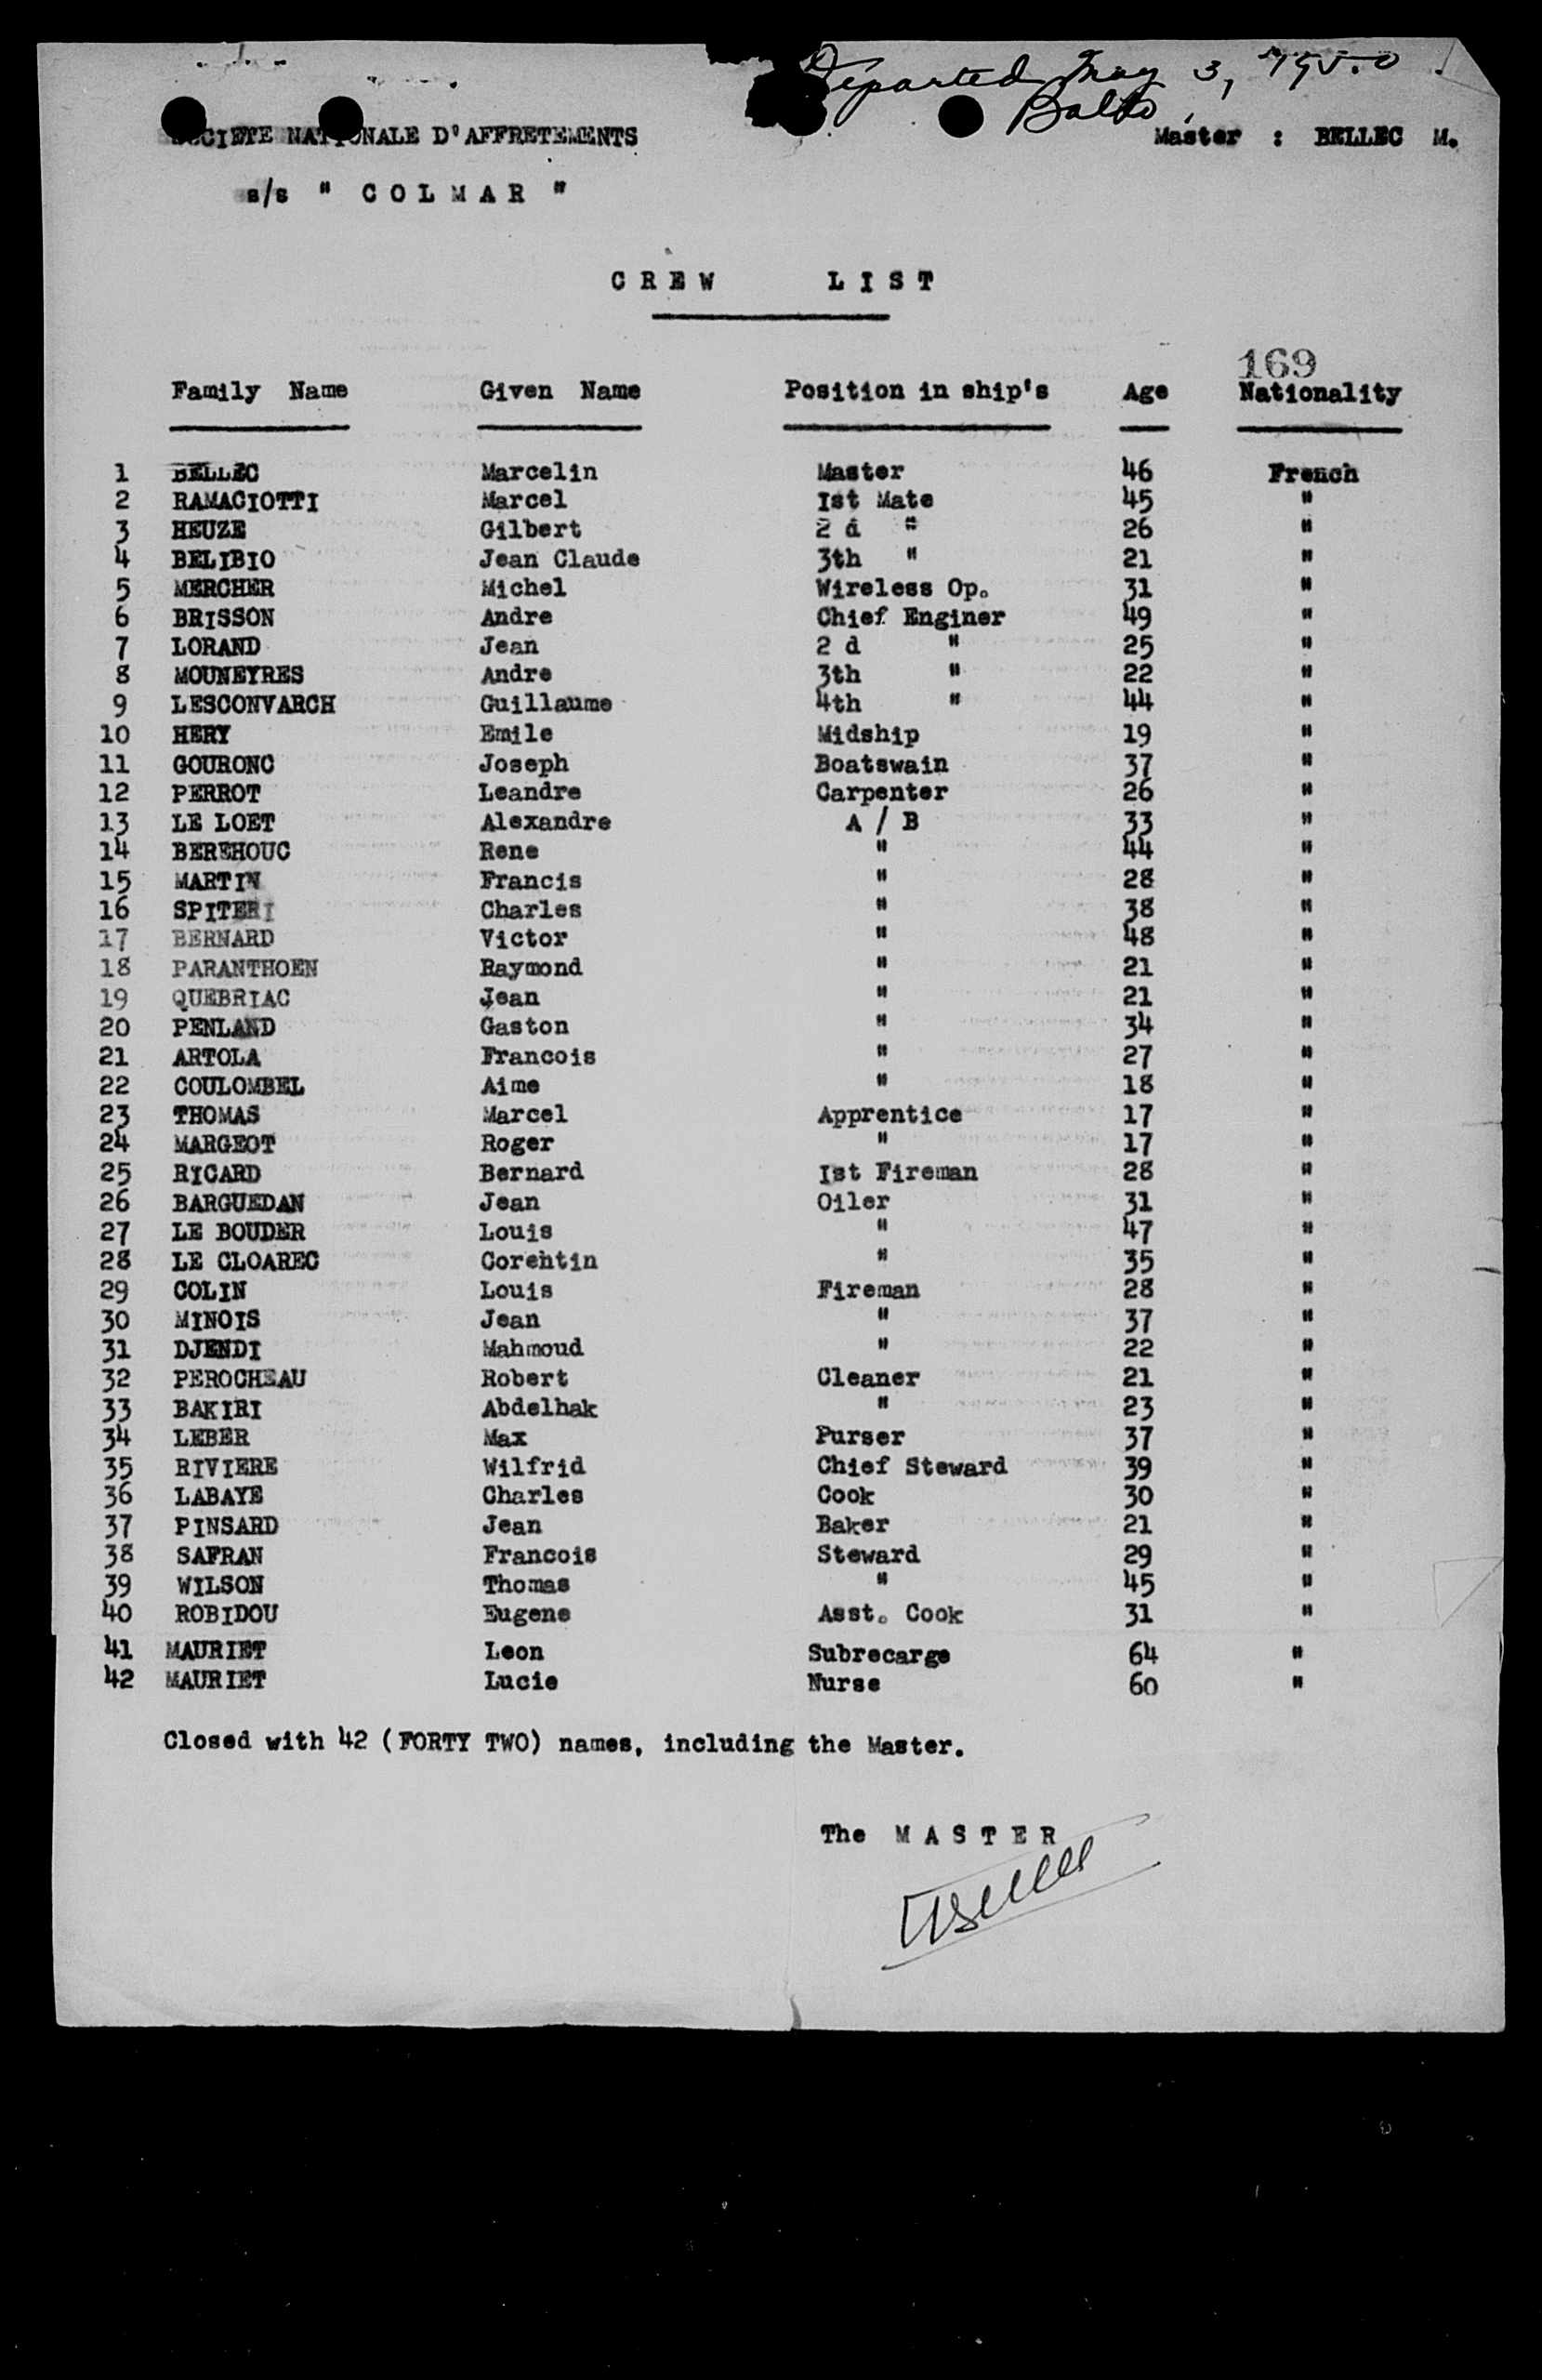 Departed May 3, 1950
Balto.
SOCIETE NATIONALE D'AFFRETEMENTS Master : BELLEC M.
s/s " C O L M A R "
C R E W L I S T
169
Family Name Given Name Position in ship's Age Nationality
1 BELLEC Marcelin Master 46 French
2 RAMACIOTTI Marcel Ist Mate 45 "
3 HEUZE Gilbert 2 d " 26 "
4 BELIBIO Jean Claude 3th " 21 "
5 MERCHER Michel Wireless Op. 31 "
6 BRISSON Andre Chief Enginer 49 "
7 LORAND Jean 2 d " 25 "
8 MOUNEYRES Andre 3th " 22 "
9 LESCONVARCH Guillaume 4th " 44 "
10 HERY Emile Midship 19 "
11 GOURONC Joseph Boatswain 37 "
12 PERROT Leandre Carpenter 26 "
13 LE LOET Alexandre A / B 33 "
14 BEREHOUC Rene " 44 "
15 MARTIN Francis " 28 "
16 SPITERI Charles " 38 "
17 BERNARD Victor " 48 "
18 PARANTHOEN Raymond " 21 "
19 QUEBRIAC Jean " 21 "
20 PENLAND Gaston " 34 "
21 ARTOLA Francois " 27 "
22 COULOMBEL Aime " 18 "
23 THOMAS Marcel Apprentice 17 "
24 MARGEOT Roger " 17 "
25 RICARD Bernard Ist Fireman 28 "
26 BARGUEDAN Jean Oiler 31 "
27 LE BOUDER Louis " 47 "
28 LE CLOAREC Corentin " 35 "
29 COLIN Louis Fireman 28 "
30 MINOIS Jean " 37 "
31 DJENDI Mahmoud " 22 "
32 PEROCHEAU Robert Cleaner 21 "
33 BAKIRI Abdelhak " 23 "
34 LEBER Max Purser 37 "
35 RIVIERE Wilfrid Chief Steward 39 "
36 LABAYE Charles Cook 30 "
37 PINSARD Jean Baker 21 "
38 SAFRAN Francois Steward 29 "
39 WILSON Thomas " 45 "
40 ROBIDOU Eugene Asst. Cook 31 "
41 MAURIET Leon Subrecarge 64 "
42 MAURIET Lucie Nurse 60 "
Closed with 42 (FORTY TWO) names, including the Master.
The M A S T E R
Bellec